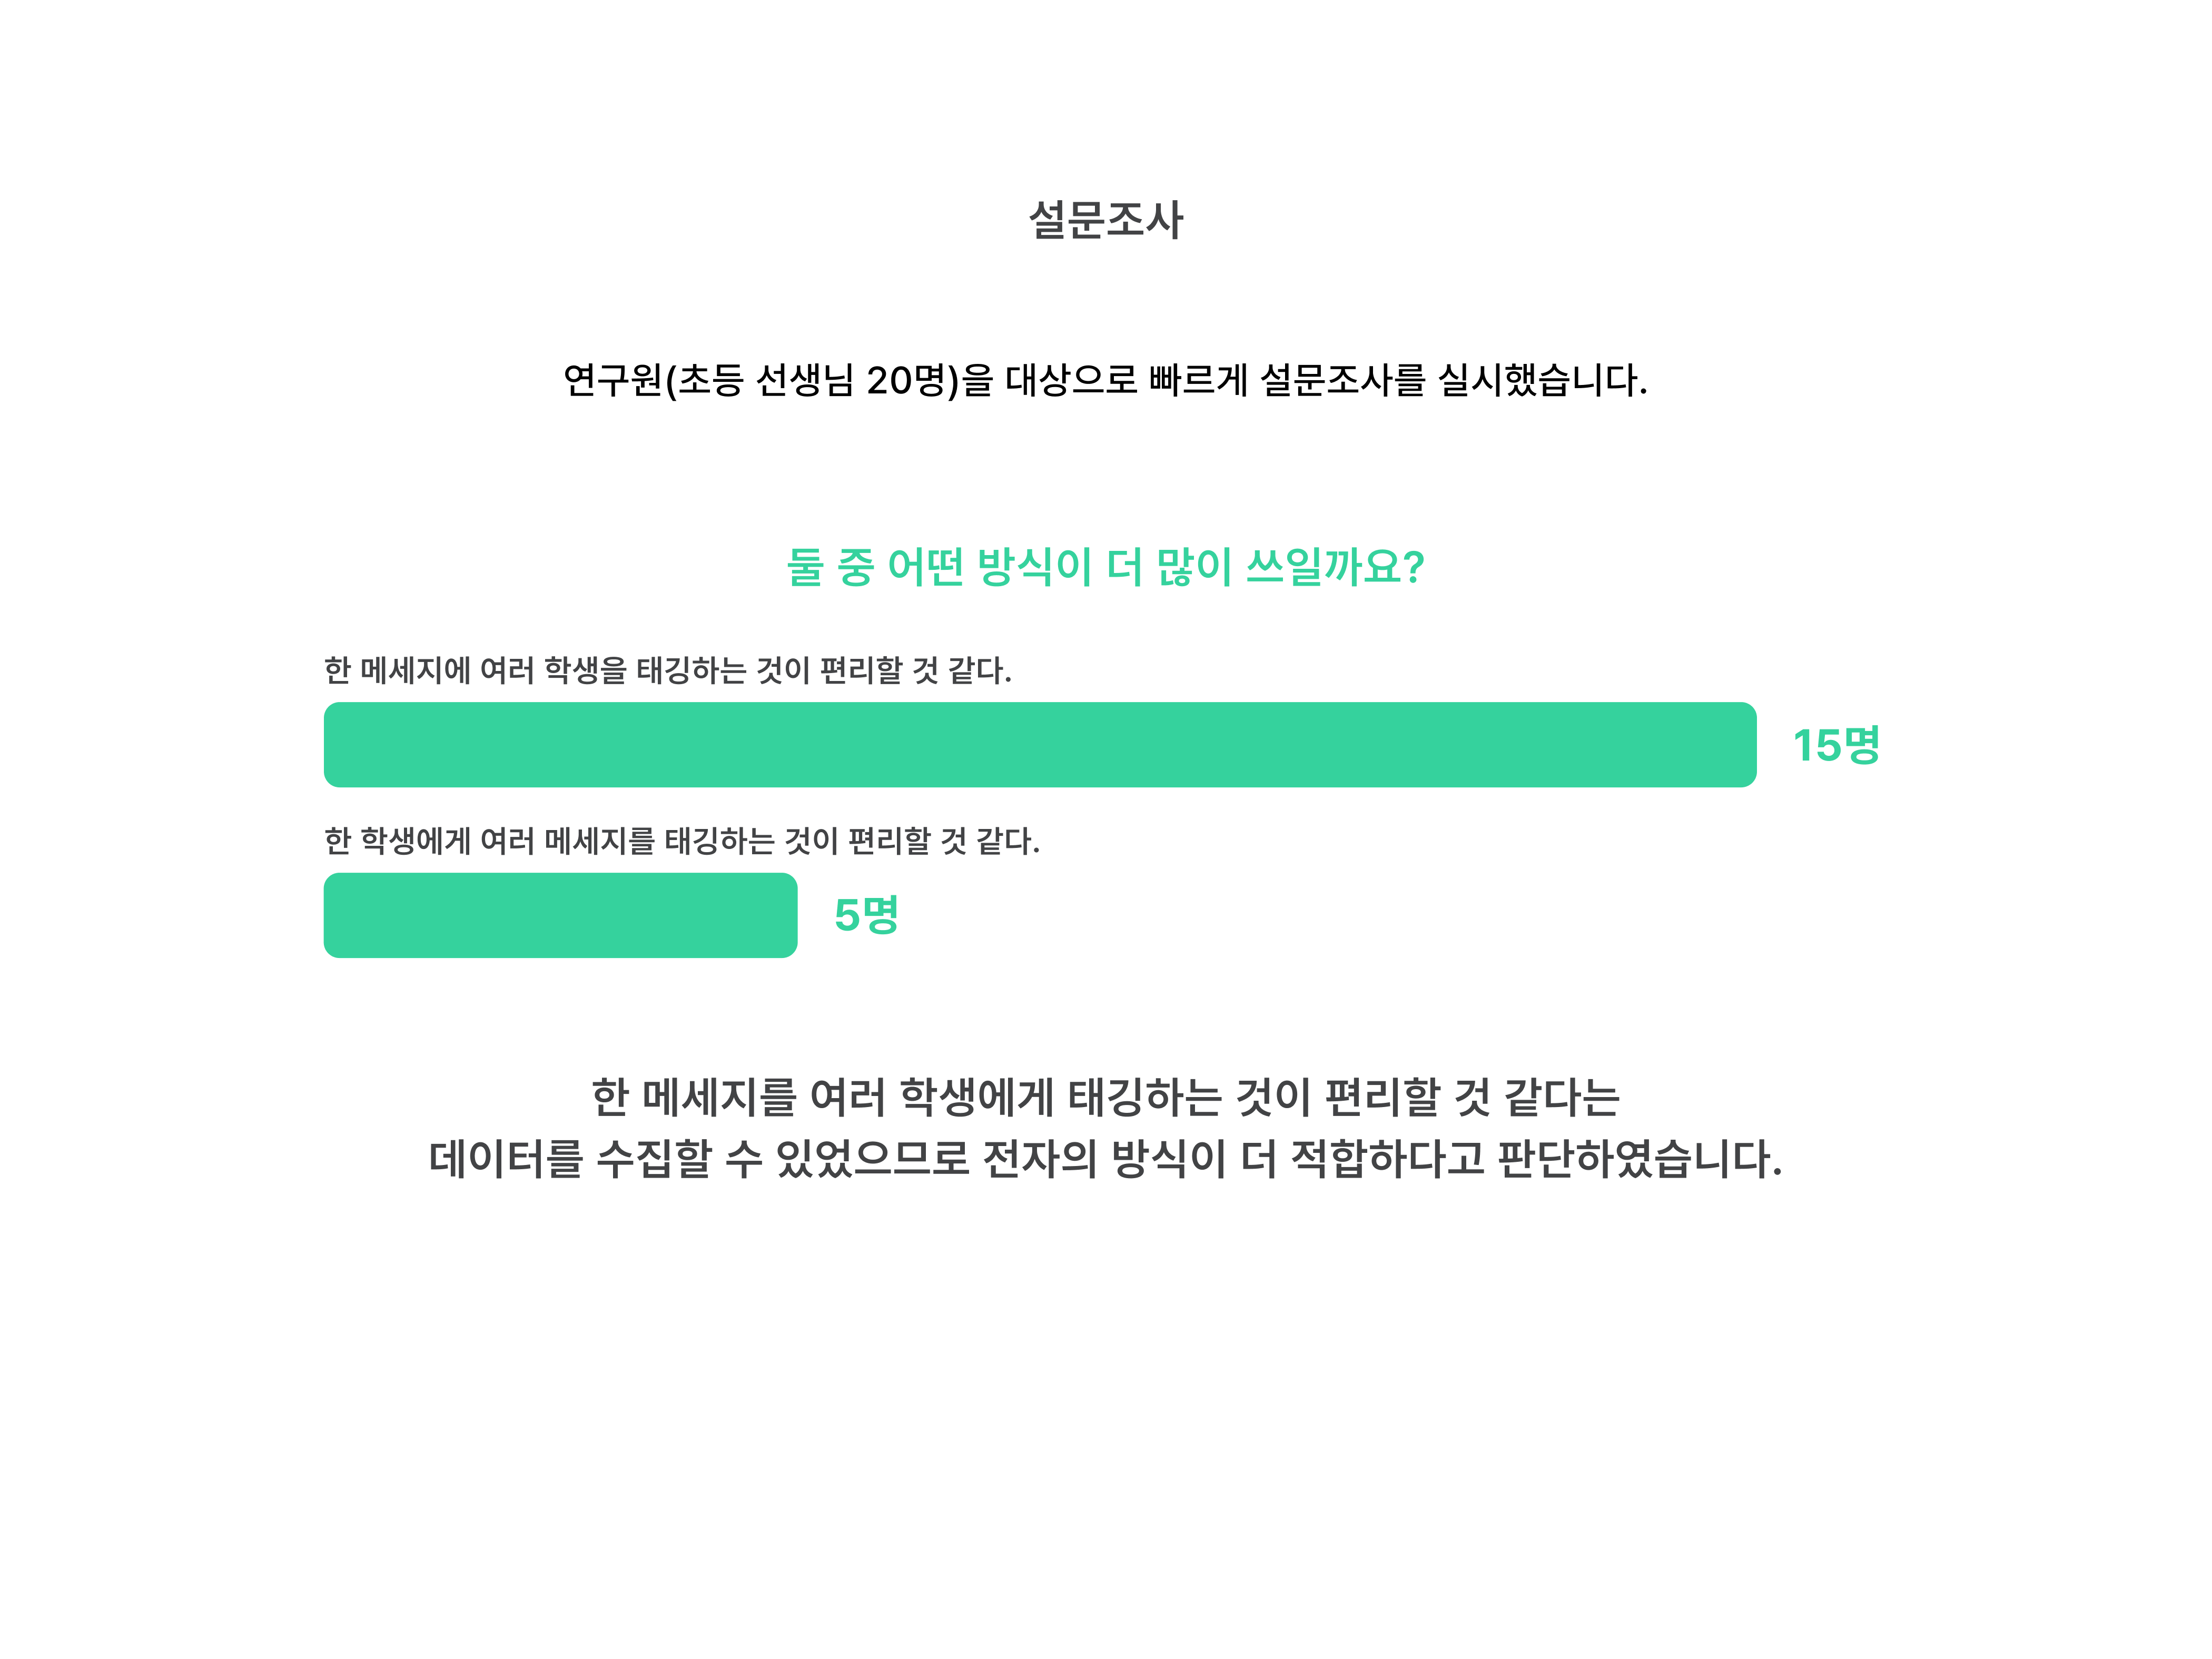 설문조사
연구원(초등 선생님 20명)을 대상으로 빠르게 설문조사를 실시했습니다.
둘 중 어떤 방식이 더 많이 쓰일까요?
한 메세지에 여러 학생을 태깅하는 것이 편리할 것 같다.
15명
한 학생에게 여러 메세지를 태깅하는 것이 편리할 것 같다.
5명
한 메세지를 여러 학생에게 태깅하는 것이 편리할 것 같다는
데이터를 수집할 수 있었으므로 전자의 방식이 더 적합하다고 판단하였습니다.